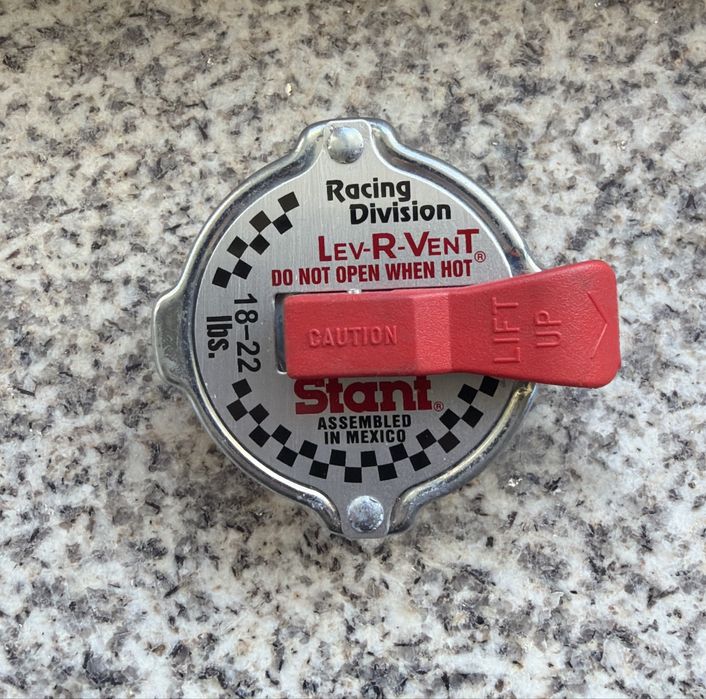 Racing
Division
LEV-R-VENT®
DO NOT OPEN WHEN HOT
18-22
lbs.
CAUTION
LIFT
UP
Stant®
ASSEMBLED
IN MEXICO